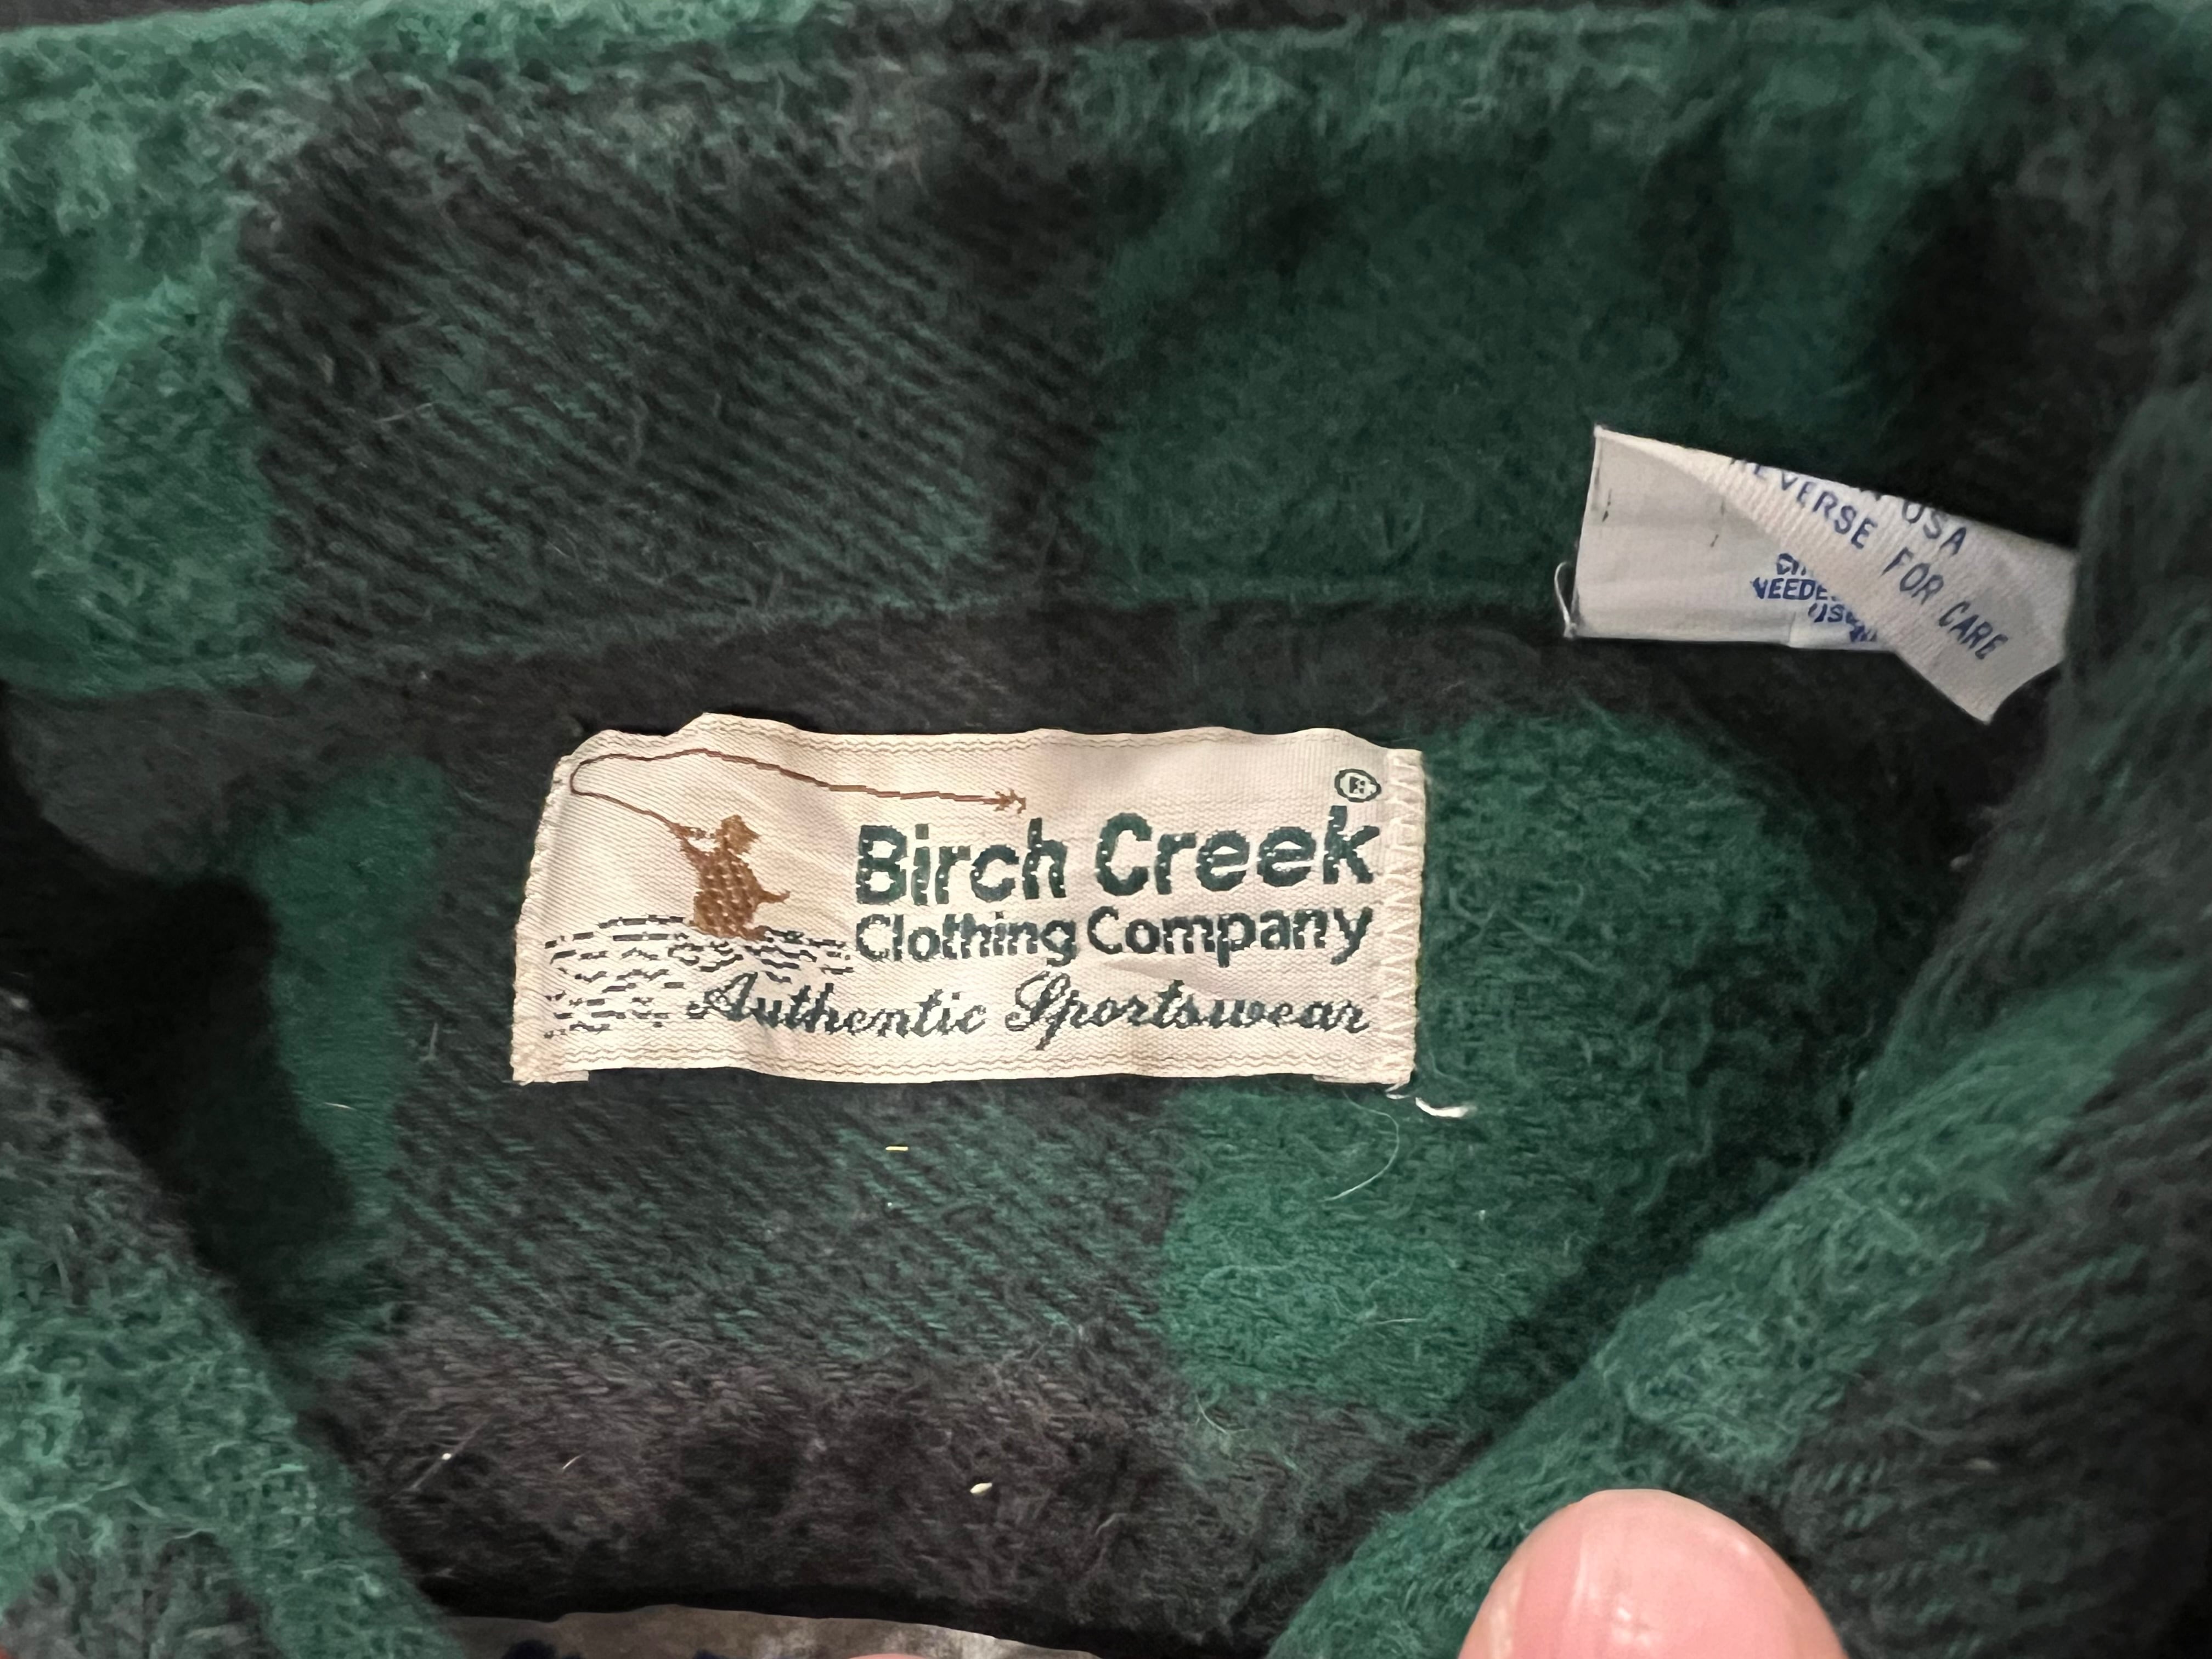 USA
REVERSE FOR CARE
®
Birch Creek
Clothing Company
Authentic Sportswear